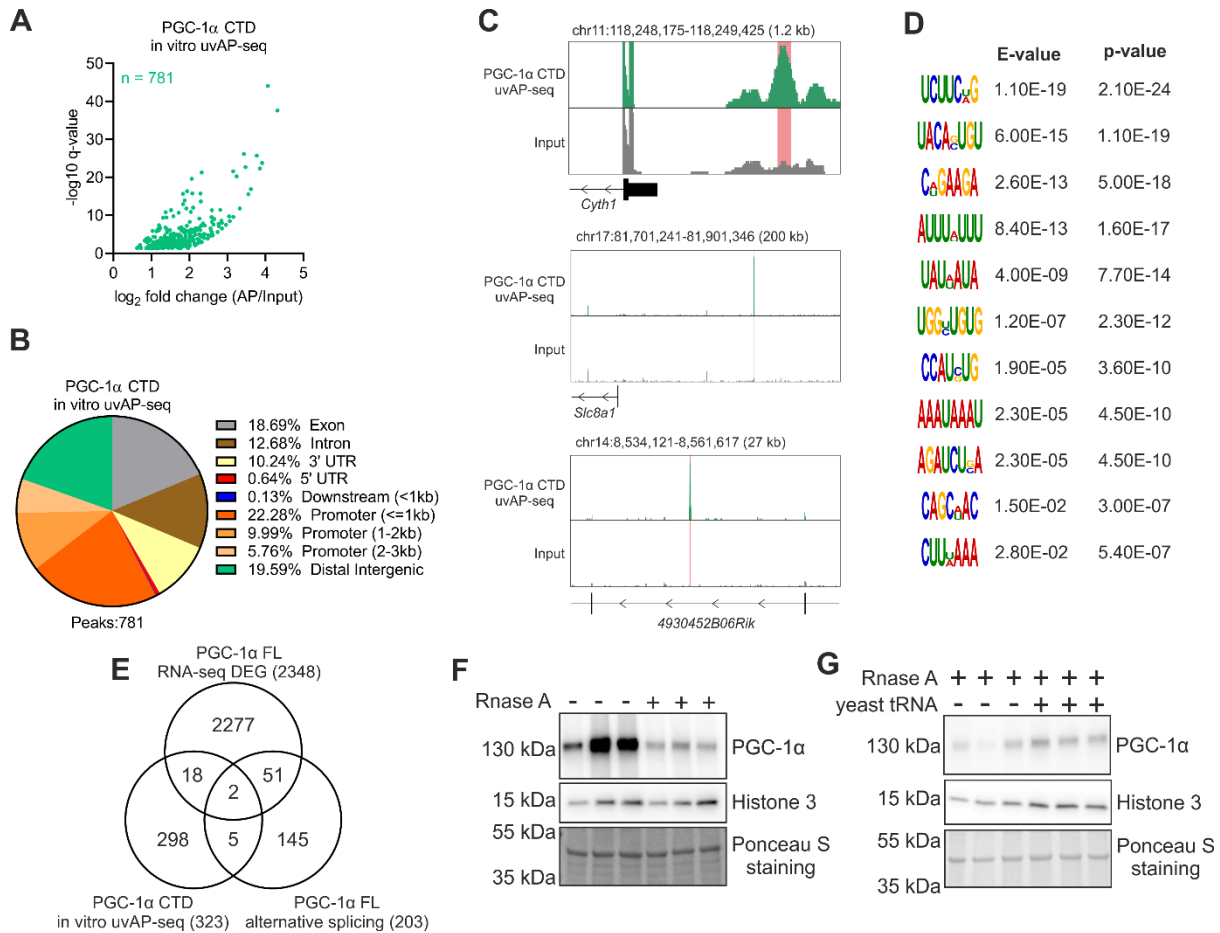 A
PGC-1α CTD
in vitro uvAP-seq
n = 781
-log10 q-value
50
40
30
20
10
0
0 1 2 3 4 5
log2 fold change (AP/Input)
B
PGC-1α CTD
in vitro uvAP-seq
18.69% Exon
12.68% Intron
10.24% 3' UTR
0.64% 5' UTR
0.13% Downstream (<1kb)
22.28% Promoter (<=1kb)
9.99% Promoter (1-2kb)
5.76% Promoter (2-3kb)
19.59% Distal Intergenic
Peaks:781
C
chr11:118,248,175-118,249,425 (1.2 kb)
PGC-1α CTD
uvAP-seq
Input
Cyth1
chr17:81,701,241-81,901,346 (200 kb)
PGC-1α CTD
uvAP-seq
Input
Slc8a1
chr14:8,534,121-8,561,617 (27 kb)
PGC-1α CTD
uvAP-seq
Input
4930452B06Rik
D
E-value p-value
1.10E-19 2.10E-24
6.00E-15 1.10E-19
2.60E-13 5.00E-18
8.40E-13 1.60E-17
4.00E-09 7.70E-14
1.20E-07 2.30E-12
1.90E-05 3.60E-10
AAAUAAAU 2.30E-05 4.50E-10
2.30E-05 4.50E-10
1.50E-02 3.00E-07
2.80E-02 5.40E-07
E
PGC-1α FL
RNA-seq DEG (2348)
2277
18 51
2
298 5 145
PGC-1α CTD
in vitro uvAP-seq (323)
PGC-1α FL
alternative splicing (203)
F
Rnase A - - - + + +
130 kDa PGC-1α
15 kDa Histone 3
55 kDa
35 kDa
Ponceau S
staining
G
Rnase A + + + + + +
yeast tRNA - - - + + +
130 kDa PGC-1α
15 kDa Histone 3
55 kDa
35 kDa
Ponceau S
staining